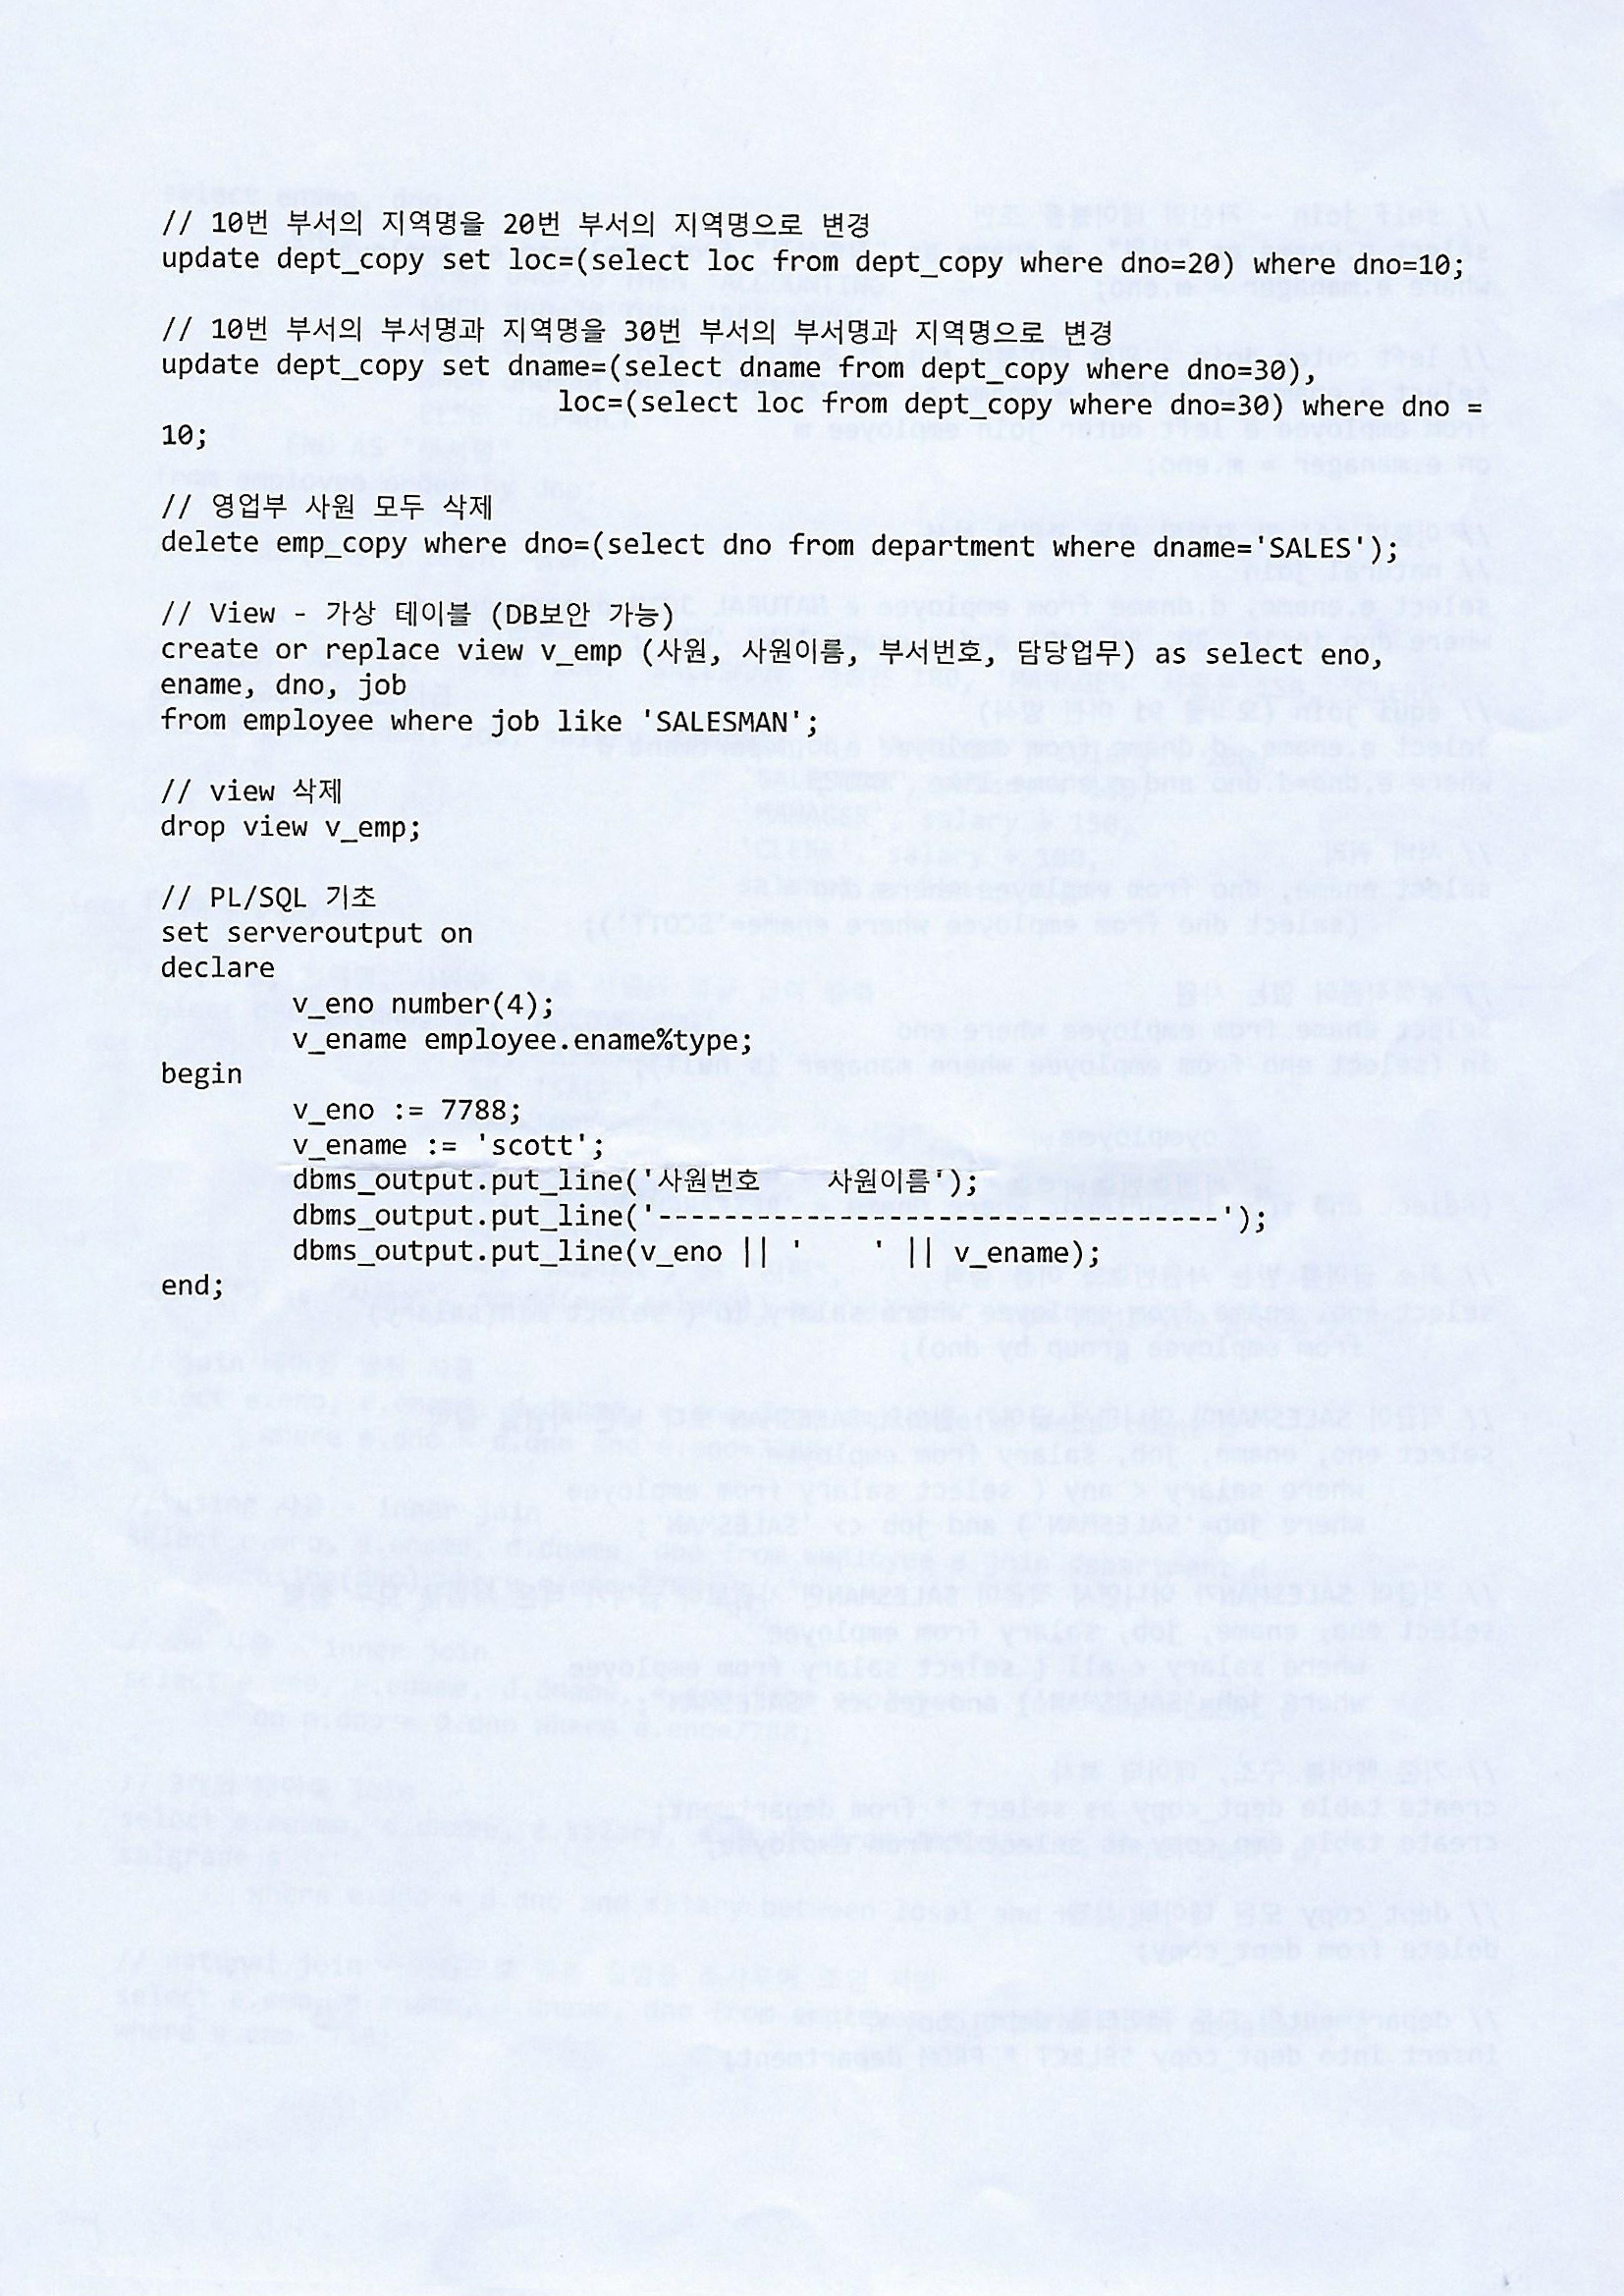 // 10번 부서의 지역명을 20번 부서의 지역명으로 변경
update dept_copy set loc=(select loc from dept_copy where dno=20) where dno=10;
// 10번 부서의 부서명과 지역명을 30번 부서의 부서명과 지역명으로 변경
update dept_copy set dname=(select dname from dept_copy where dno=30),
loc=(select loc from dept_copy where dno=30) where dno =
10;
// 영업부 사원 모두 삭제
delete emp_copy where dno=(select dno from department where dname='SALES');
// View - 가상 테이블 (DB보안 가능)
create or replace view v_emp (사원, 사원이름, 부서번호, 담당업무) as select eno,
ename, dno, job
from employee where job like 'SALESMAN';
// view 삭제
drop view v_emp;
// PL/SQL 기초
set serveroutput on
declare
v_eno number(4);
v_ename employee.ename%type;
begin
v_eno := 7788;
v_ename := 'scott';
dbms_output.put_line('사원번호    사원이름');
dbms_output.put_line('----------------------------------');
dbms_output.put_line(v_eno || '    ' || v_ename);
end;